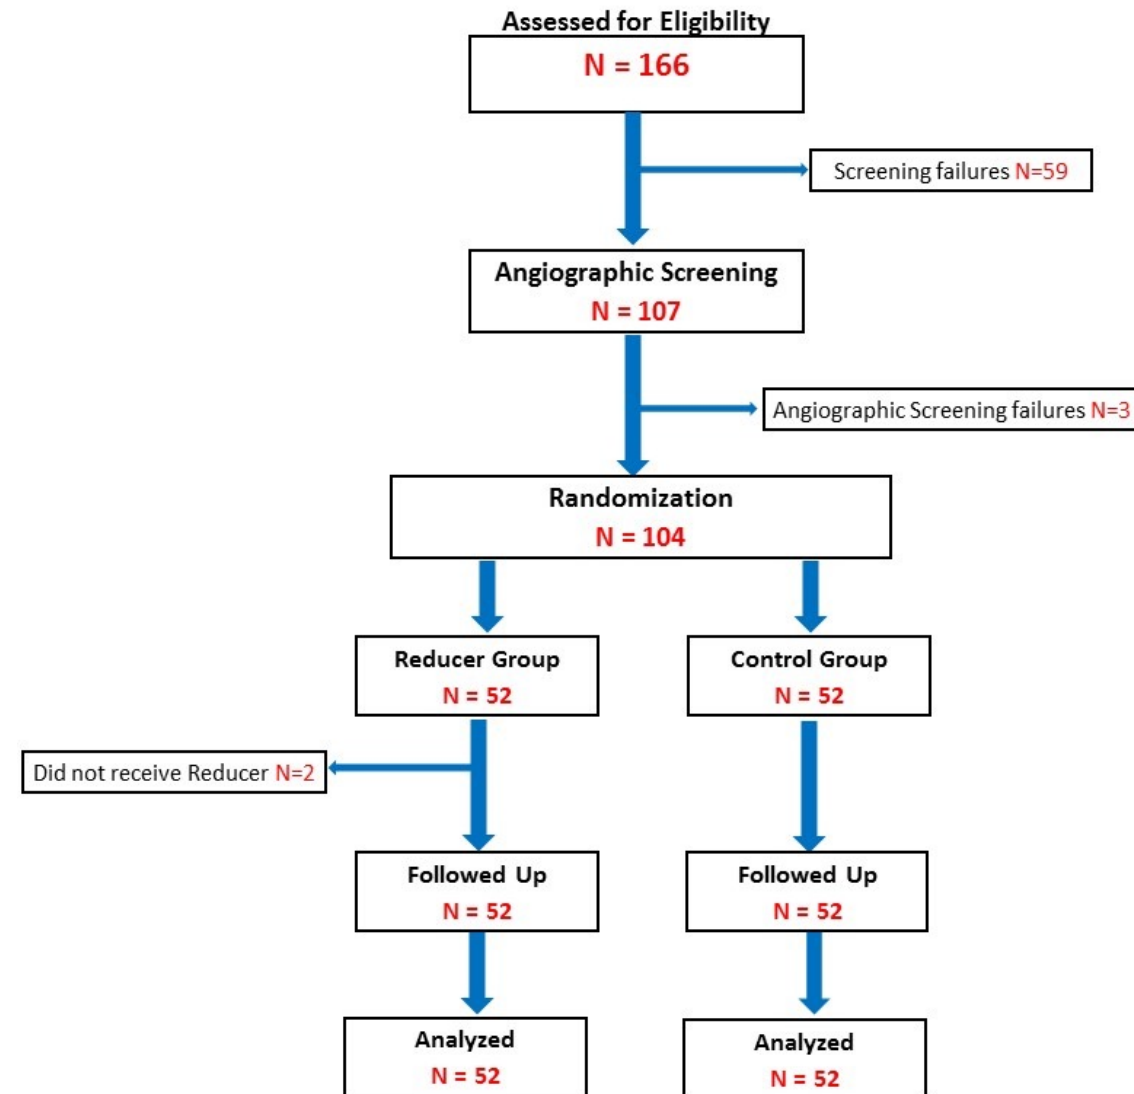 Assessed for Eligibility
N = 166
Screening failures N=59
Angiographic Screening
N = 107
Angiographic Screening failures N=3
Randomization
N = 104
Reducer Group
N = 52
Control Group
N = 52
Did not receive Reducer N=2
Followed Up
N = 52
Followed Up
N = 52
Analyzed
N = 52
Analyzed
N = 52